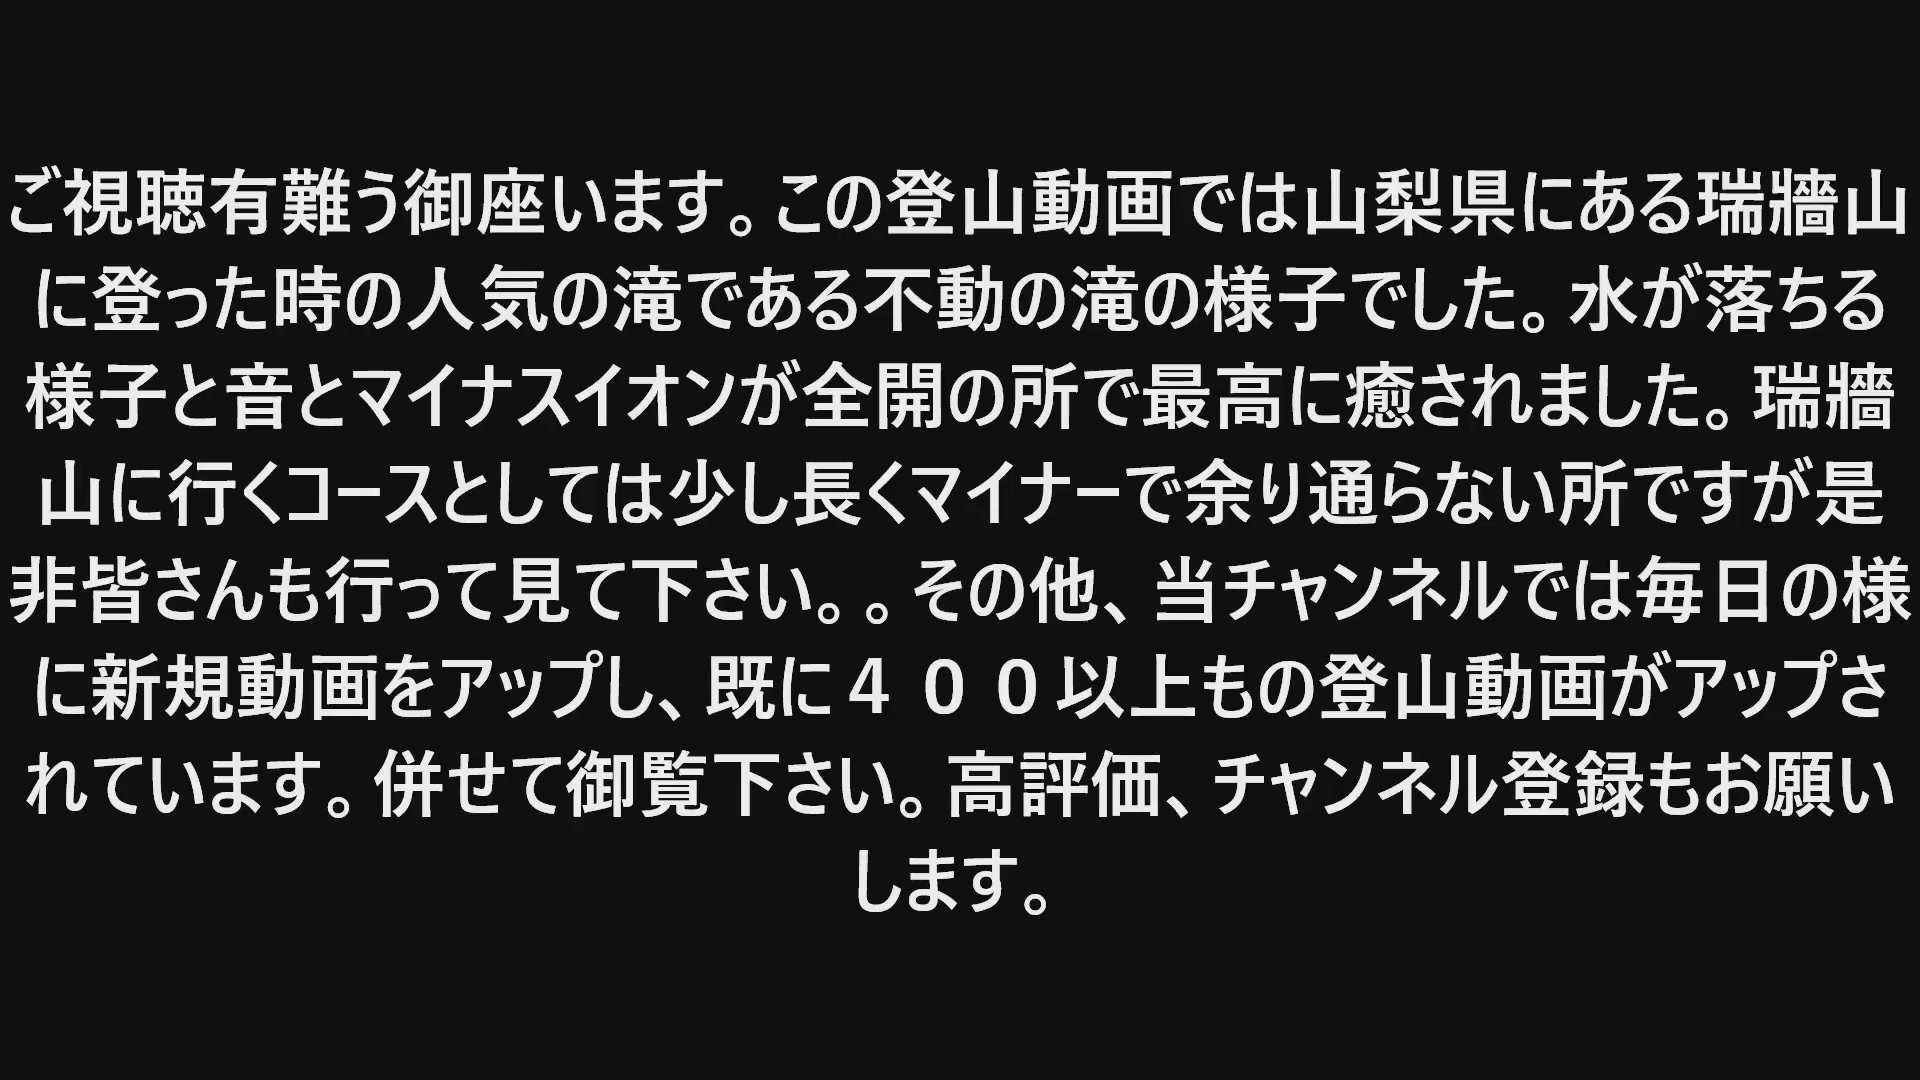 ご視聴有難う御座います。この登山動画では山梨県にある瑞牆山
に登った時の人気の滝である不動の滝の様子でした。水が落ちる
様子と音とマイナスイオンが全開の所で最高に癒されました。瑞牆
山に行くコースとしては少し長くマイナーで余り通らない所ですが是
非皆さんも行って見て下さい。。その他、当チャンネルでは毎日の様
に新規動画をアップし、既に４００以上もの登山動画がアップさ
れています。併せて御覧下さい。高評価、チャンネル登録もお願い
します。